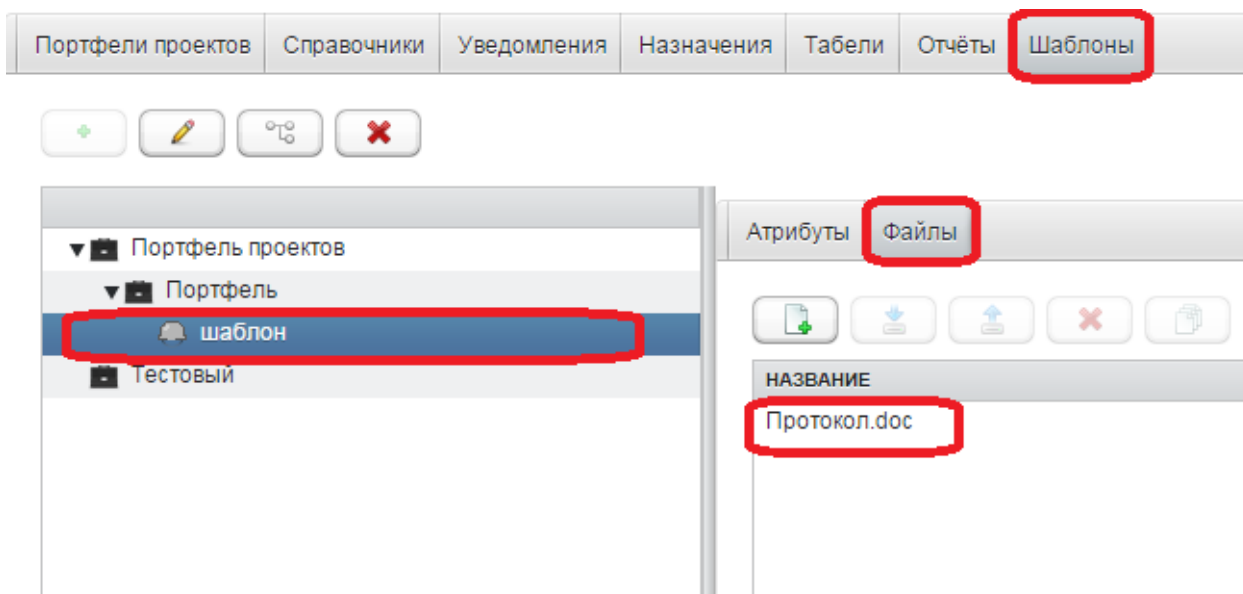 Портфели проектов Справочники Уведомления Назначения Табели Отчёты Шаблоны
Атрибуты Файлы
Портфель проектов
Портфель
шаблон
Тестовый
НАЗВАНИЕ
Протокол.doc